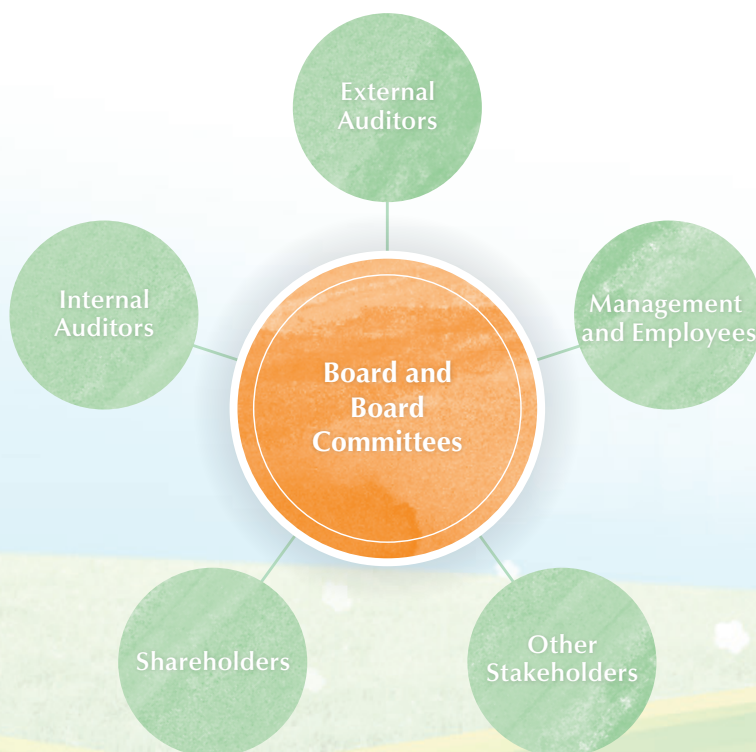 External
Auditors
Internal
Auditors
Management
and Employees
Board and
Board
Committees
Shareholders
Other
Stakeholders